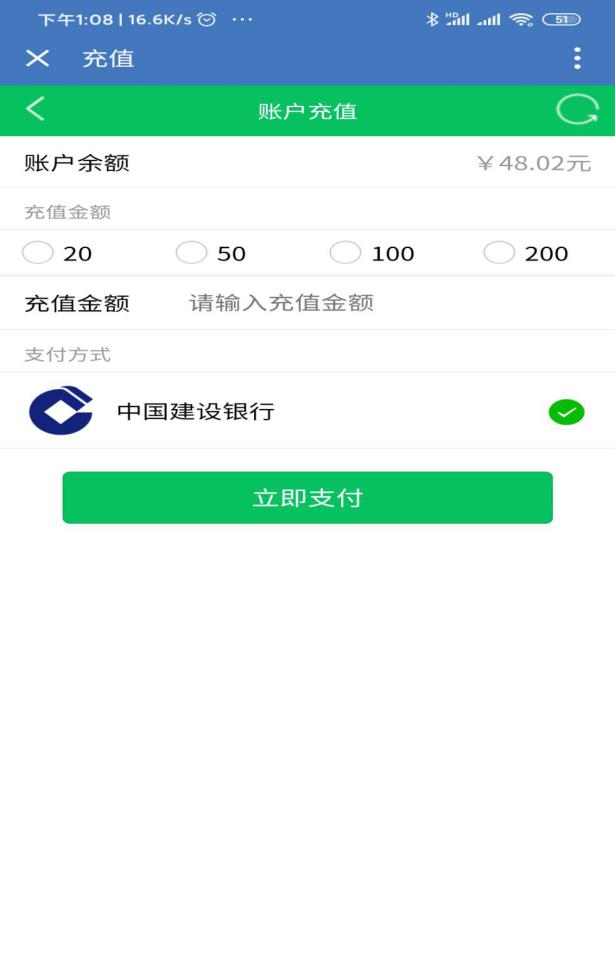 下午1:08 | 16.6K/s ··· HD 51
充值
账户充值
账户余额 ￥48.02元
充值金额
20 50 100 200
充值金额 请输入充值金额
支付方式
中国建设银行
立即支付